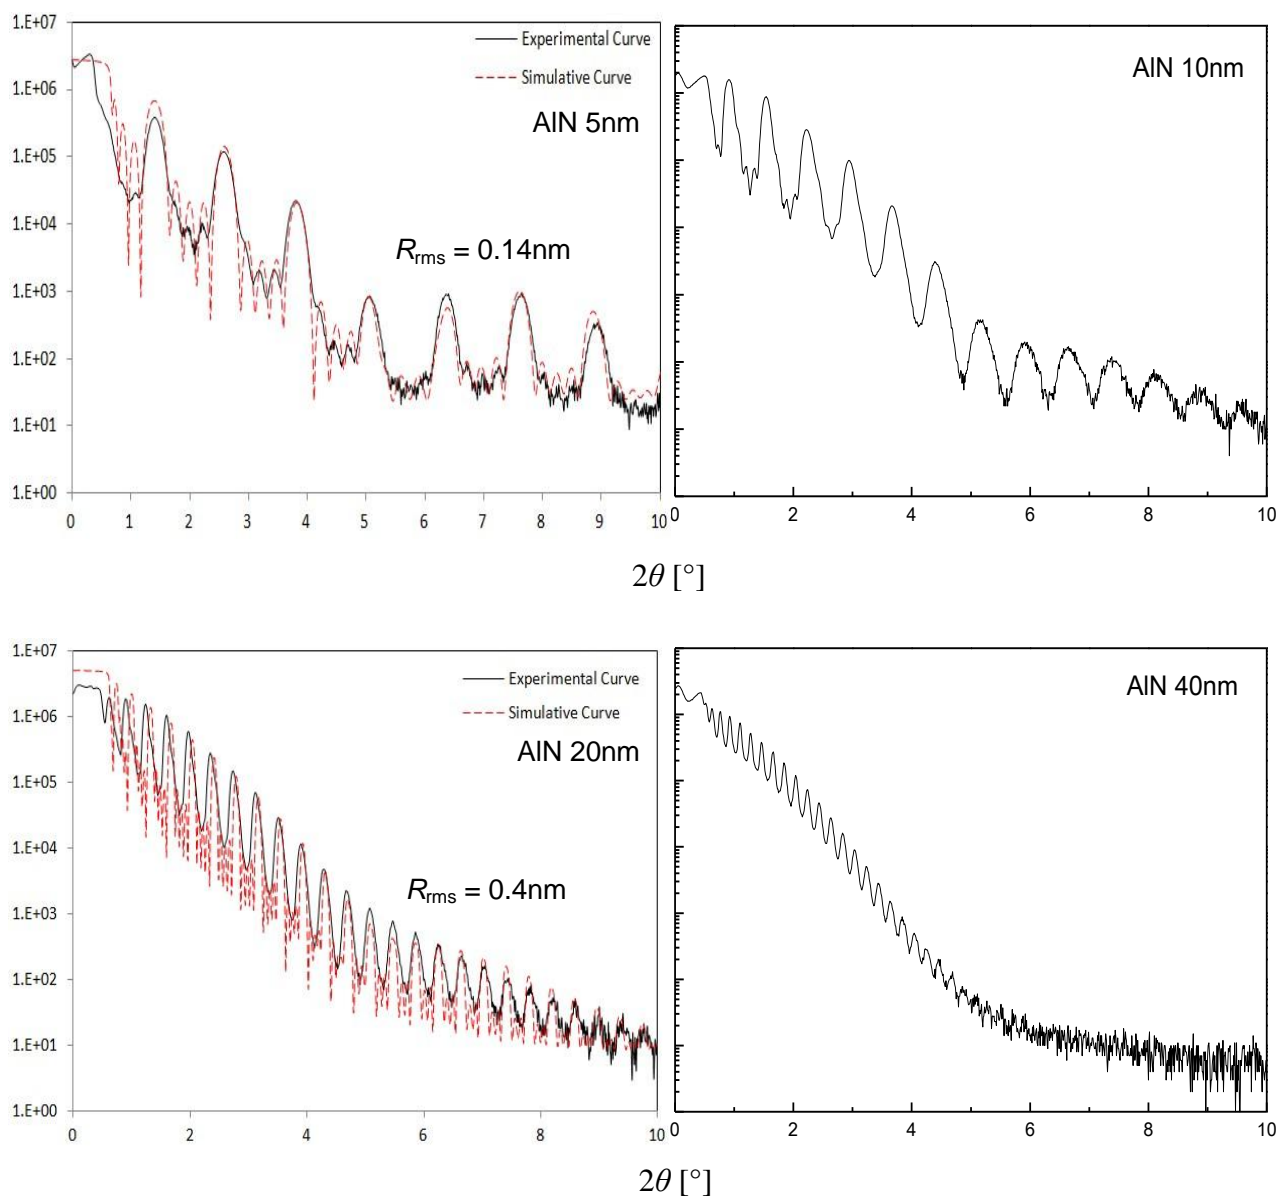 1.E+07
1.E+06
1.E+05
1.E+04
1.E+03
1.E+02
1.E+01
1.E+00
Experimental Curve
Simulative Curve
AlN 5nm
Rrms = 0.14nm
0 1 2 3 4 5 6 7 8 9 10
AlN 10nm
0 2 4 6 8 10
2θ [°]
1.E+07
1.E+06
1.E+05
1.E+04
1.E+03
1.E+02
1.E+01
1.E+00
Experimental Curve
Simulative Curve
AlN 20nm
Rrms = 0.4nm
0 2 4 6 8 10
AlN 40nm
0 2 4 6 8 10
2θ [°]